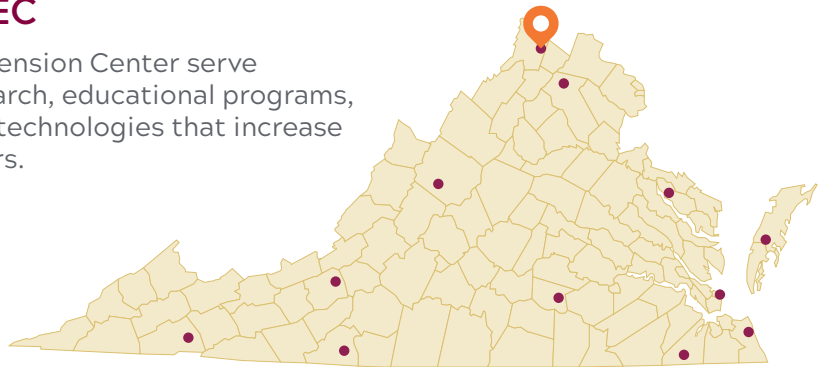 EC
ension Center serve
arch, educational programs,
technologies that increase
rs.